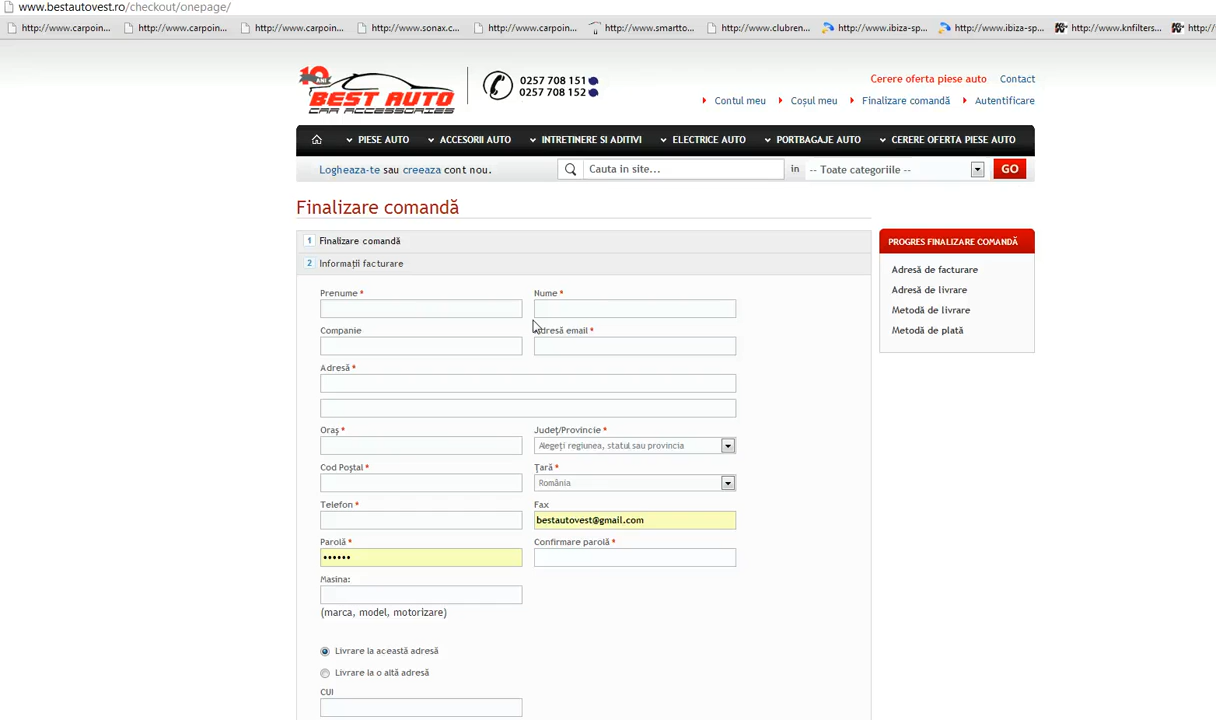 www.bestautovest.ro/checkout/onepage/
http://www.carpoin... http://www.carpoin... http://www.carpoin... http://www.sonax.c... http://www.carpoin... http://www.smartto... http://www.clubren... http://www.ibiza-sp... http://www.ibiza-sp... http://www.knfilters... http://
10 ANI
BEST AUTO
CAR ACCESSORIES
0257 708 151
0257 708 152
Cerere oferta piese auto Contact
Contul meu Coșul meu Finalizare comandă Autentificare
PIESE AUTO ACCESORII AUTO INTRETINERE SI ADITIVI ELECTRICE AUTO PORTBAGAJE AUTO CERERE OFERTA PIESE AUTO
Logheaza-te sau creeaza cont nou. Cauta in site... in -- Toate categoriile -- GO
Finalizare comandă
1 Finalizare comandă
2 Informații facturare
Prenume * Nume *
Companie Adresă email *
Adresă *
Oraș * Județ/Provincie *
Alegeți regiunea, statul sau provincia
Cod Poștal * Țară *
România
Telefon * Fax
bestautovest@gmail.com
Parolă * Confirmare parolă *
••••••
Masina:
(marca, model, motorizare)
Livrare la această adresă
Livrare la o altă adresă
CUI
PROGRES FINALIZARE COMANDĂ
Adresă de facturare
Adresă de livrare
Metodă de livrare
Metodă de plată